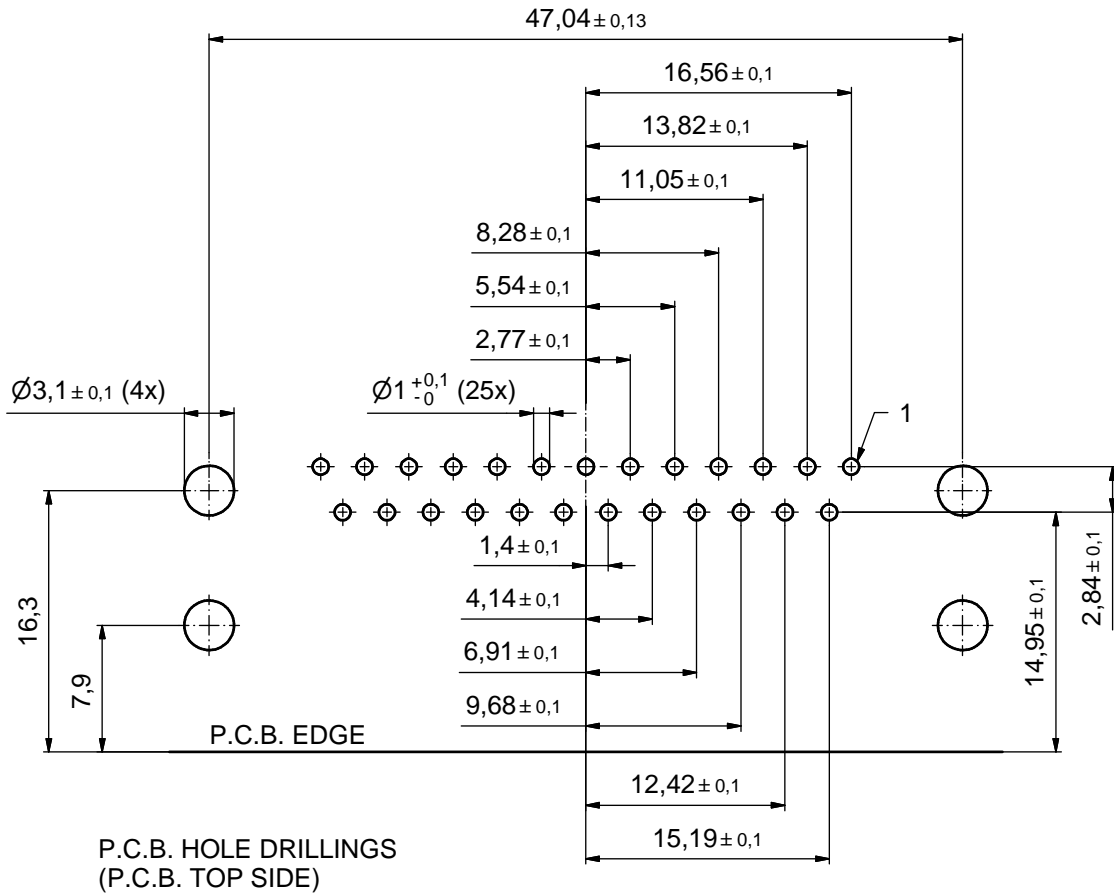 47,04 ± 0,13
16,56 ± 0,1
13,82 ± 0,1
11,05 ± 0,1
8,28 ± 0,1
5,54 ± 0,1
2,77 ± 0,1
Ø3,1 ± 0,1 (4x)
Ø1 +0,1 -0 (25x)
1
1,4 ± 0,1
4,14 ± 0,1
6,91 ± 0,1
9,68 ± 0,1
16,3
7,9
14,95 ± 0,1
2,84 ± 0,1
P.C.B. EDGE
12,42 ± 0,1
15,19 ± 0,1
P.C.B. HOLE DRILLINGS
(P.C.B. TOP SIDE)